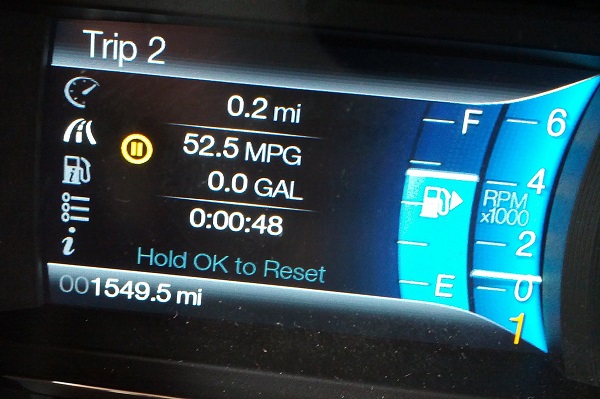 Trip 2
0.2 mi
52.5 MPG
0.0 GAL
0:00:48
Hold OK to Reset
001549.5 mi
F
E
6
4
RPM
x1000
2
0
1
i
i